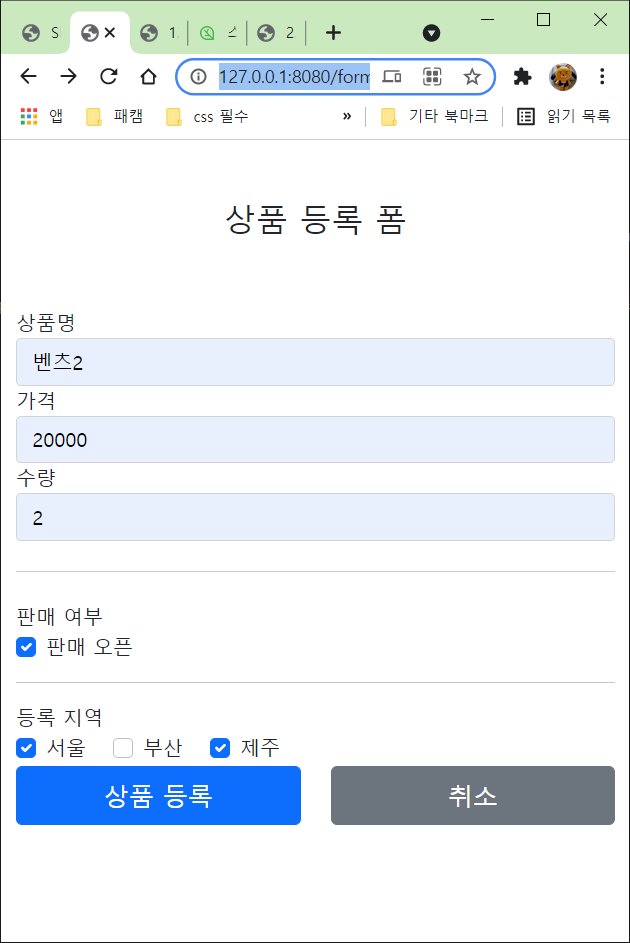 S
1
스
2
127.0.0.1:8080/form
앱 패캠 css 필수 » 기타 북마크 읽기 목록
상품 등록 폼
상품명
벤츠2
가격
20000
수량
2
판매 여부
판매 오픈
등록 지역
서울 부산 제주
상품 등록 취소